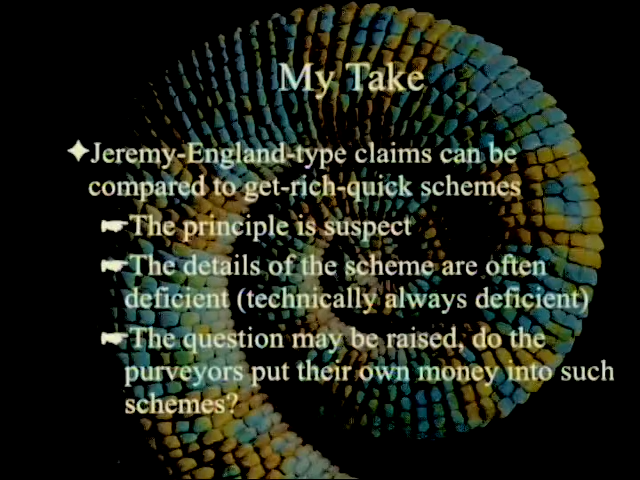 My Take
Jeremy-England-type claims can be
compared to get-rich-quick schemes
The principle is suspect
The details of the scheme are often
deficient (technically always deficient)
The question may be raised, do the
purveyors put their own money into such
schemes?